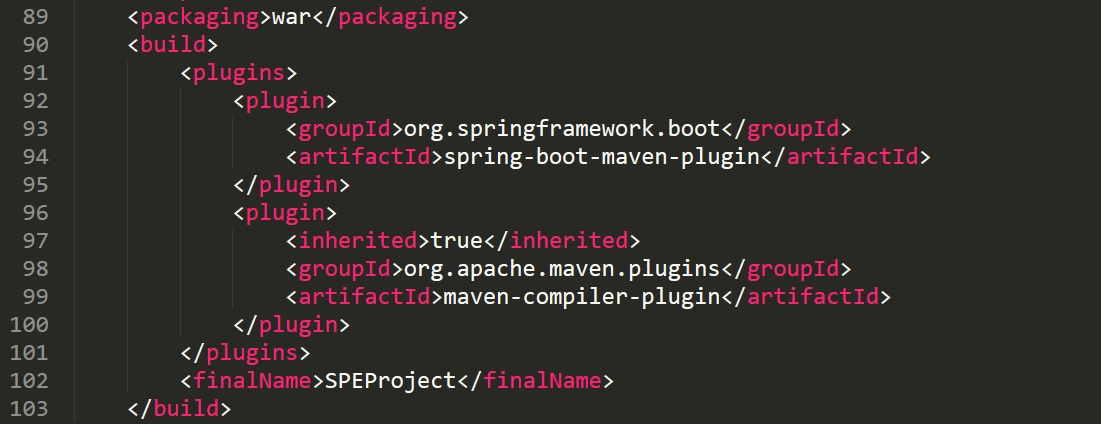 89 <packaging>war</packaging>
90 <build>
91 <plugins>
92 <plugin>
93 <groupId>org.springframework.boot</groupId>
94 <artifactId>spring-boot-maven-plugin</artifactId>
95 </plugin>
96 <plugin>
97 <inherited>true</inherited>
98 <groupId>org.apache.maven.plugins</groupId>
99 <artifactId>maven-compiler-plugin</artifactId>
100 </plugin>
101 </plugins>
102 <finalName>SPEProject</finalName>
103 </build>